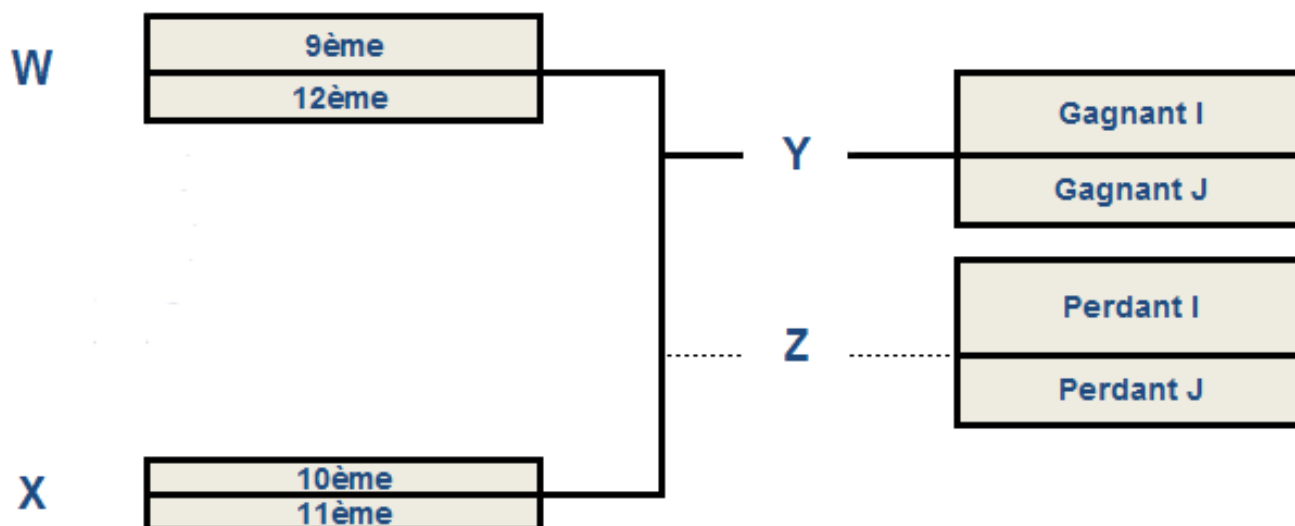 W
9ème
12ème
Y
Gagnant I
Gagnant J
Z
Perdant I
Perdant J
X
10ème
11ème